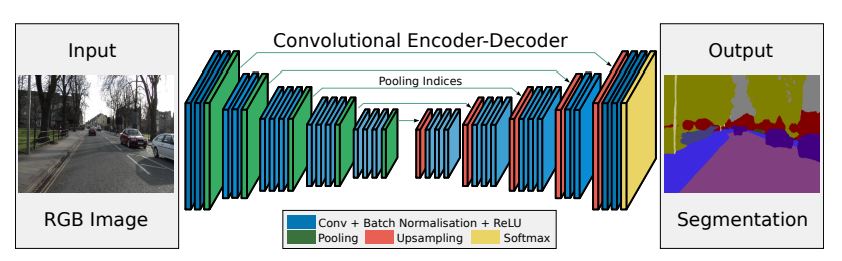 Input
RGB Image
Convolutional Encoder-Decoder
Pooling Indices
Conv + Batch Normalisation + ReLU
Pooling Upsampling Softmax
Output
Segmentation